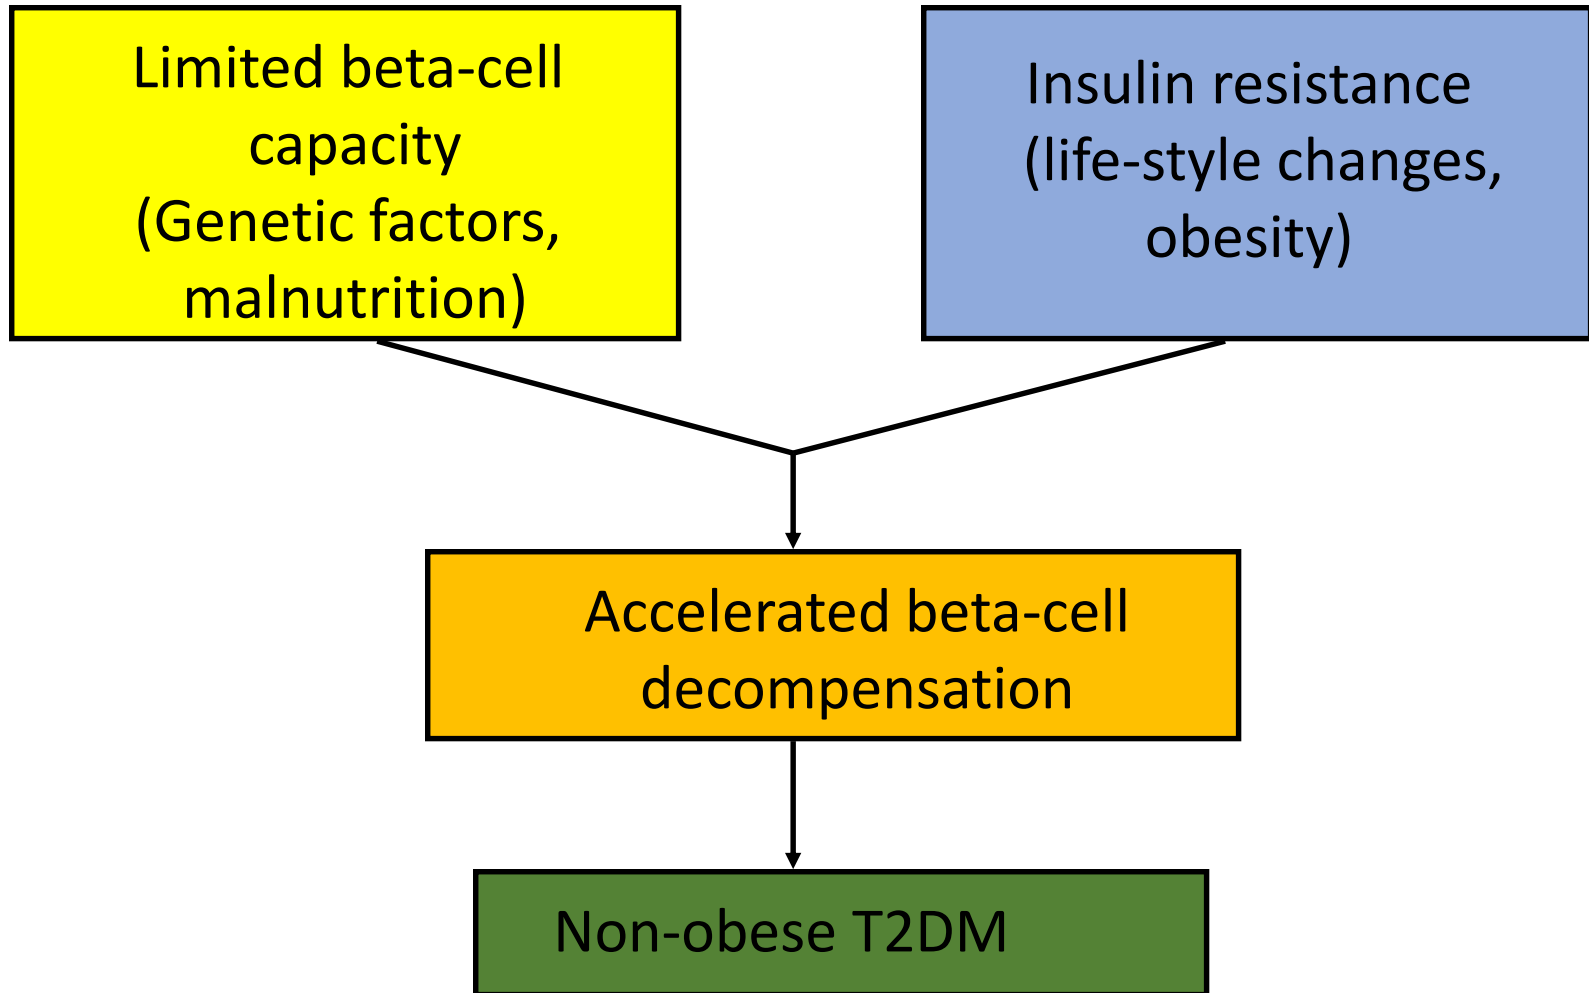 Limited beta-cell
capacity
(Genetic factors,
malnutrition)
Insulin resistance
(life-style changes,
obesity)
Accelerated beta-cell
decompensation
Non-obese T2DM